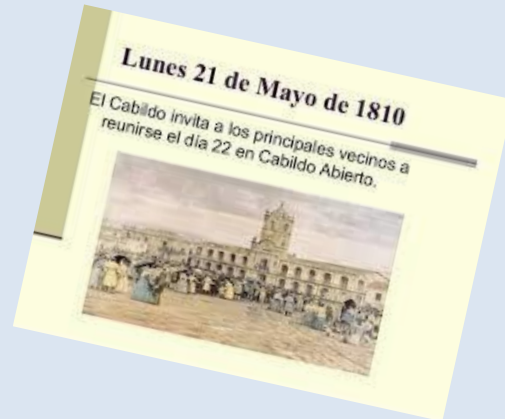 Lunes 21 de Mayo de 1810
El Cabildo invita a los principales vecinos a
reunirse el día 22 en Cabildo Abierto.